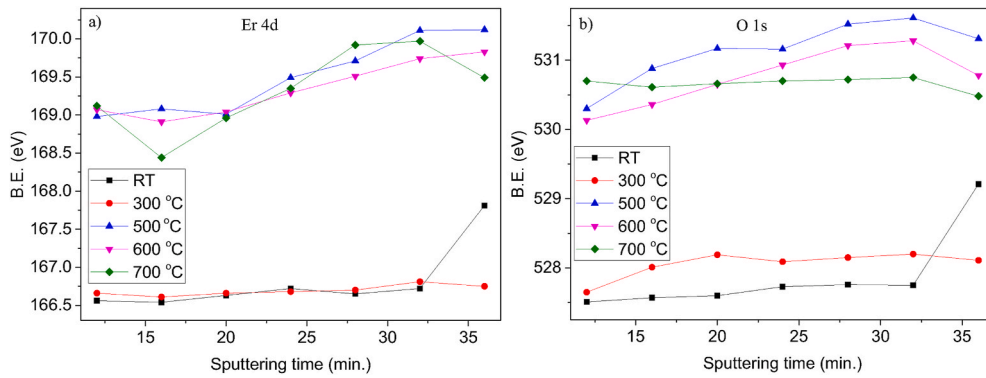 a)
Er 4d
170.0
169.5
169.0
168.5
168.0
167.5
167.0
166.5
B.E. (eV)
RT
300 °C
500 °C
600 °C
700 °C
15 20 25 30 35
Sputtering time (min.)
b)
O 1s
531
530
529
528
B.E. (eV)
RT
300 °C
500 °C
600 °C
700 °C
15 20 25 30 35
Sputtering time (min.)